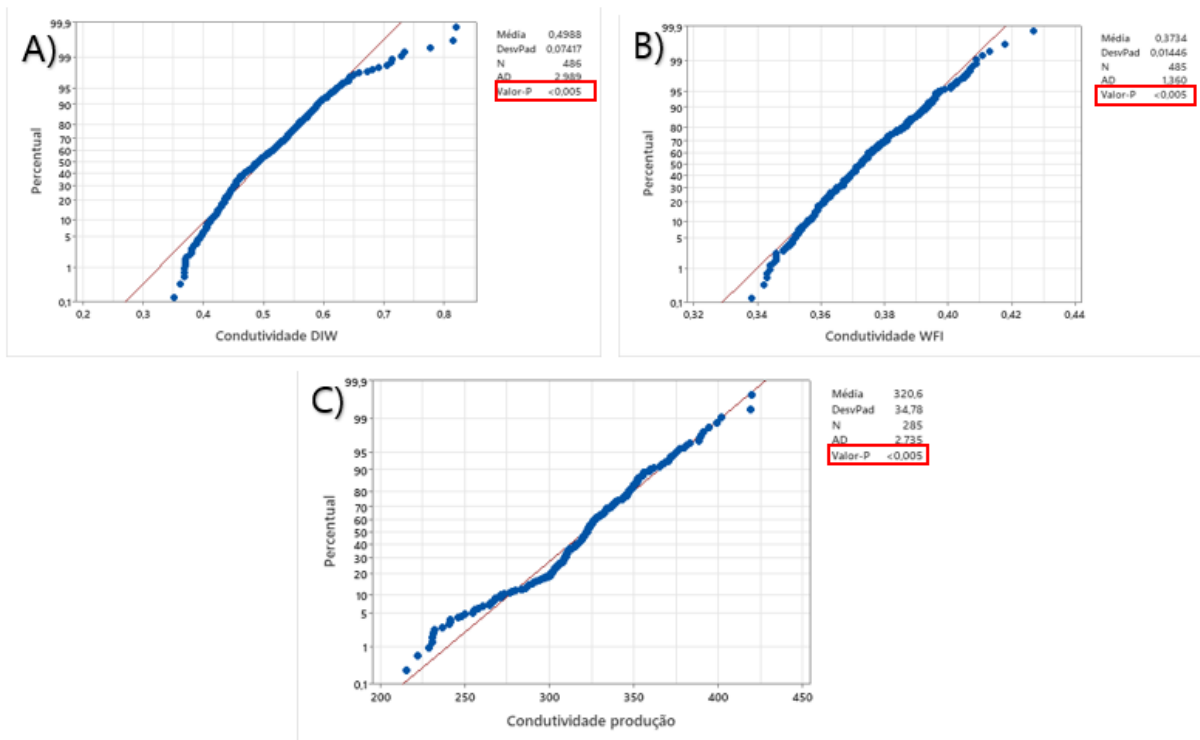 A)
99,9
99
95
90
80
70
60
50
40
30
20
10
5
1
0,1
Percentual
0,2 0,3 0,4 0,5 0,6 0,7 0,8
Condutividade DIW
Média 0,4988
DesvPad 0,07417
N 486
AD 2,989
Valor-P <0,005
B)
99,9
99
95
90
80
70
60
50
40
30
20
10
5
1
0,1
Percentual
0,32 0,34 0,36 0,38 0,40 0,42 0,44
Condutividade WFI
Média 0,3734
DesvPad 0,01446
N 485
AD 1,360
Valor-P <0,005
C)
99,9
99
95
90
80
70
60
50
40
30
20
10
5
1
0,1
Percentual
200 250 300 350 400 450
Condutividade produção
Média 320,6
DesvPad 34,78
N 285
AD 2,735
Valor-P <0,005